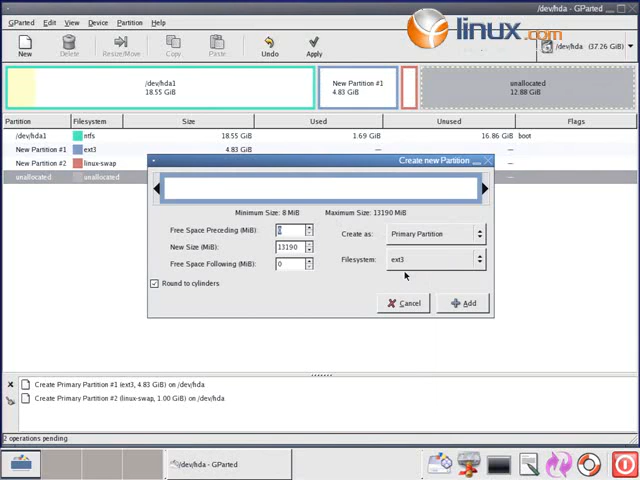 /dev/hda - GParted
GParted Edit View Device Partition Help
linux.com
New Delete Resize/Move Copy Paste Undo Apply
/dev/hda (37.26 GiB)
/dev/hda1
18.55 GiB
New Partition #1
4.83 GiB
unallocated
12.88 GiB
Partition Filesystem Size Used Unused Flags
/dev/hda1 ntfs 18.55 GiB 1.69 GiB 16.86 GiB boot
New Partition #1 ext3 4.83 GiB — —
New Partition #2 linux-swap —
unallocated unallocated —
Create new Partition
Minimum Size: 8 MiB Maximum Size: 13190 MiB
Free Space Preceding (MiB): 0
Create as: Primary Partition
New Size (MiB): 13190
Filesystem: ext3
Free Space Following (MiB): 0
Round to cylinders
Cancel Add
Create Primary Partition #1 (ext3, 4.83 GiB) on /dev/hda
Create Primary Partition #2 (linux-swap, 1.00 GiB) on /dev/hda
2 operations pending
/dev/hda - GParted